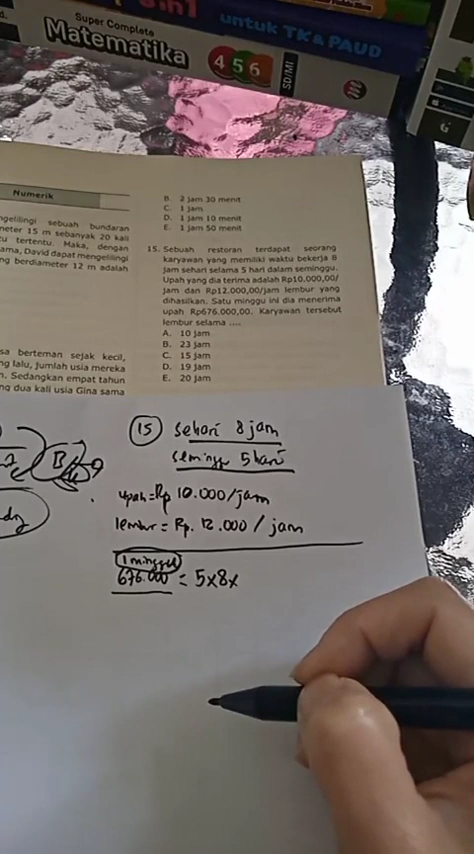 Super Complete
Matematika
4 5 6
SD/MI
untuk TK & PAUD
Numerik
ngelilingi sebuah bundaran
meter 15 m sebanyak 20 kali
tu tertentu. Maka, dengan
ama, David dapat mengelilingi
ng berdiameter 12 m adalah
sa berteman sejak kecil,
ng lalu, jumlah usia mereka
n. Sedangkan empat tahun
ng dua kali usia Gina sama
B. 2 jam 30 menit
C. 1 jam
D. 1 jam 10 menit
E. 1 jam 50 menit
15. Sebuah restoran terdapat seorang
karyawan yang memiliki waktu bekerja 8
jam sehari selama 5 hari dalam seminggu.
Upah yang dia terima adalah Rp10.000,00/
jam dan Rp12.000,00/jam lembur yang
dihasilkan. Satu minggu ini dia menerima
upah Rp676.000,00. Karyawan tersebut
lembur selama ....
A. 10 jam
B. 23 jam
C. 15 jam
D. 19 jam
E. 20 jam
15 sehari 8 jam
seminggu 5 hari
upah = Rp 10.000/jam
lembur = Rp. 12.000 / jam
1 minggu
676.000 = 5x8x